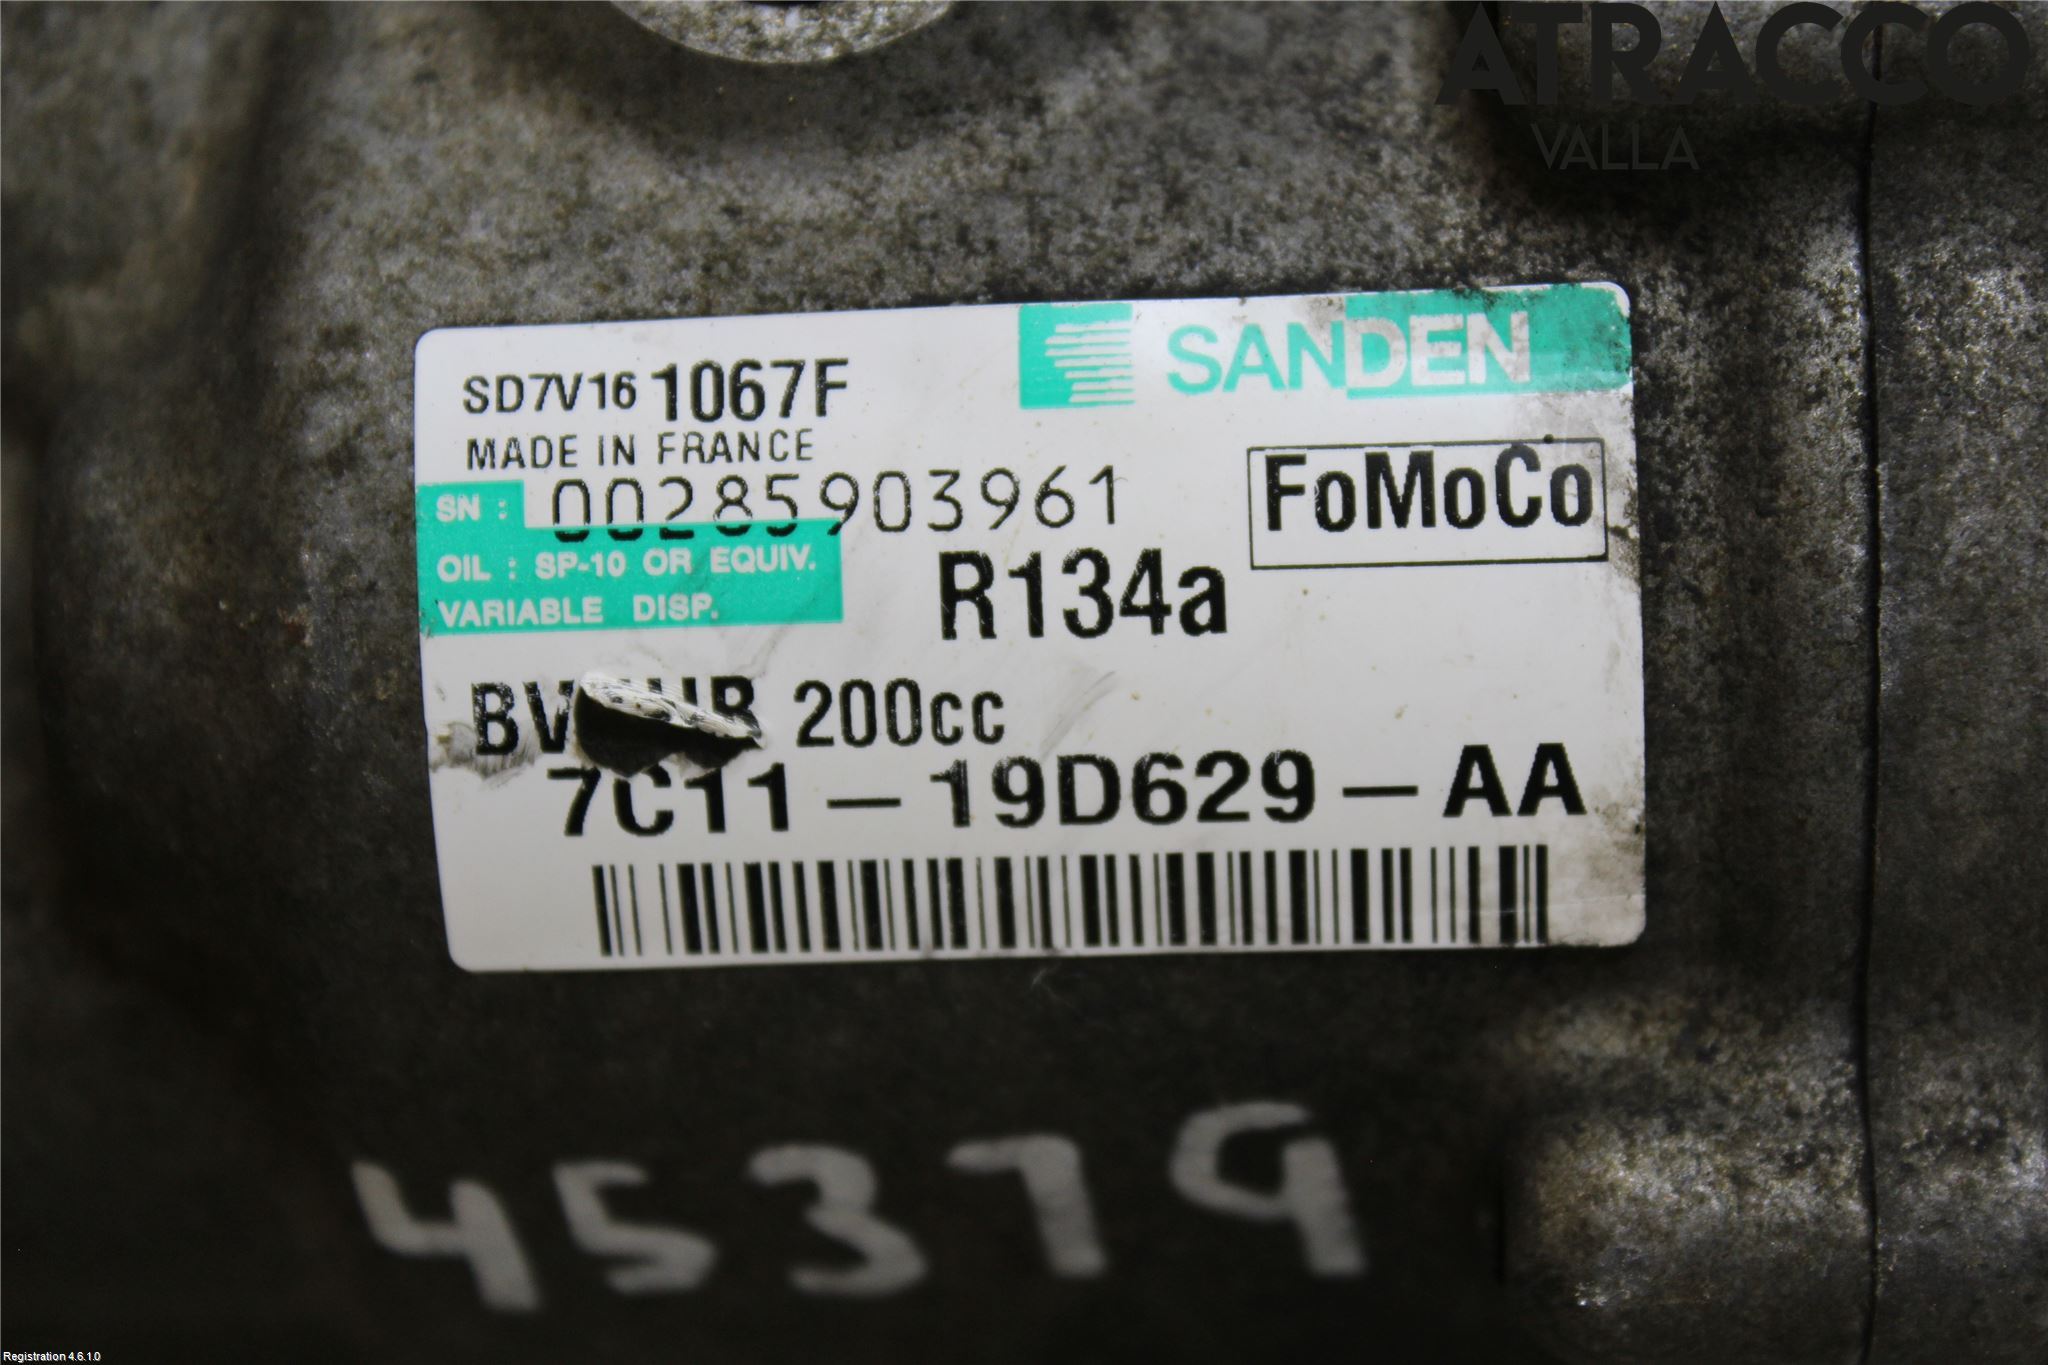 ATRACCO
VALLA
SANDEN
SD7V16 1067F
MADE IN FRANCE
SN : 00285903961
FoMoCo
OIL : SP-10 OR EQUIV.
VARIABLE DISP.
R134a
200cc
7C11-19D629-AA
45379
Registration 4.6.1.0